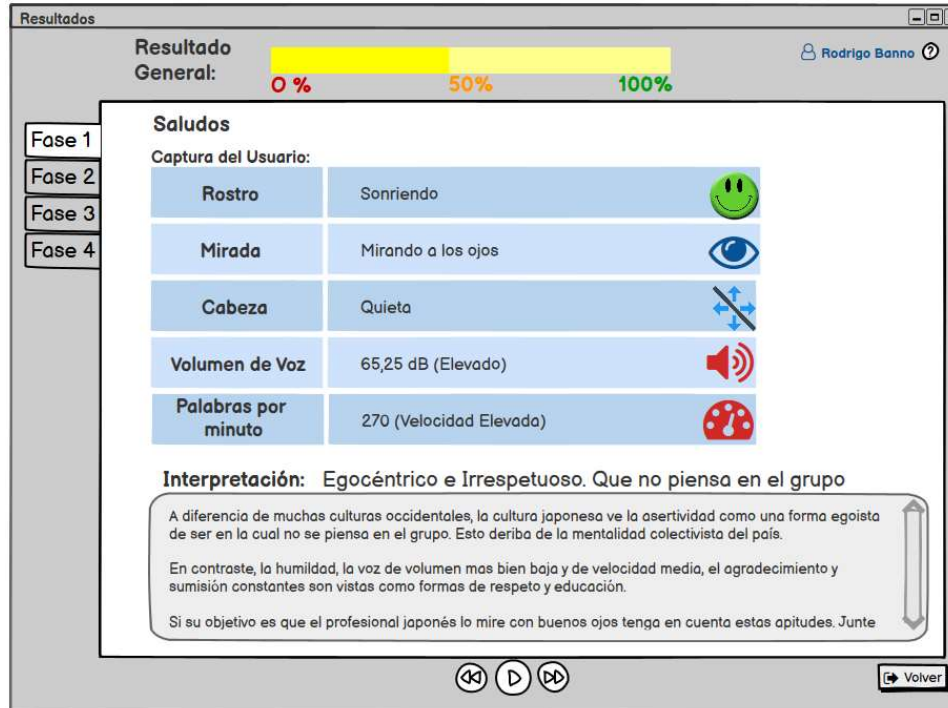 Resultados
Resultado
General:
0 % 50% 100%
Rodrigo Banno ?
Fase 1
Fase 2
Fase 3
Fase 4
Saludos
Captura del Usuario:
Rostro Sonriendo
Mirada Mirando a los ojos
Cabeza Quieta
Volumen de Voz 65,25 dB (Elevado)
Palabras por
minuto 270 (Velocidad Elevada)
Interpretación: Egocéntrico e Irrespetuoso. Que no piensa en el grupo
A diferencia de muchas culturas occidentales, la cultura japonesa ve la asertividad como una forma egoista
de ser en la cual no se piensa en el grupo. Esto deriba de la mentalidad colectivista del país.
En contraste, la humildad, la voz de volumen mas bien baja y de velocidad media, el agradecimiento y
sumisión constantes son vistas como formas de respeto y educación.
Si su objetivo es que el profesional japonés lo mire con buenos ojos tenga en cuenta estas apitudes. Junte
Volver